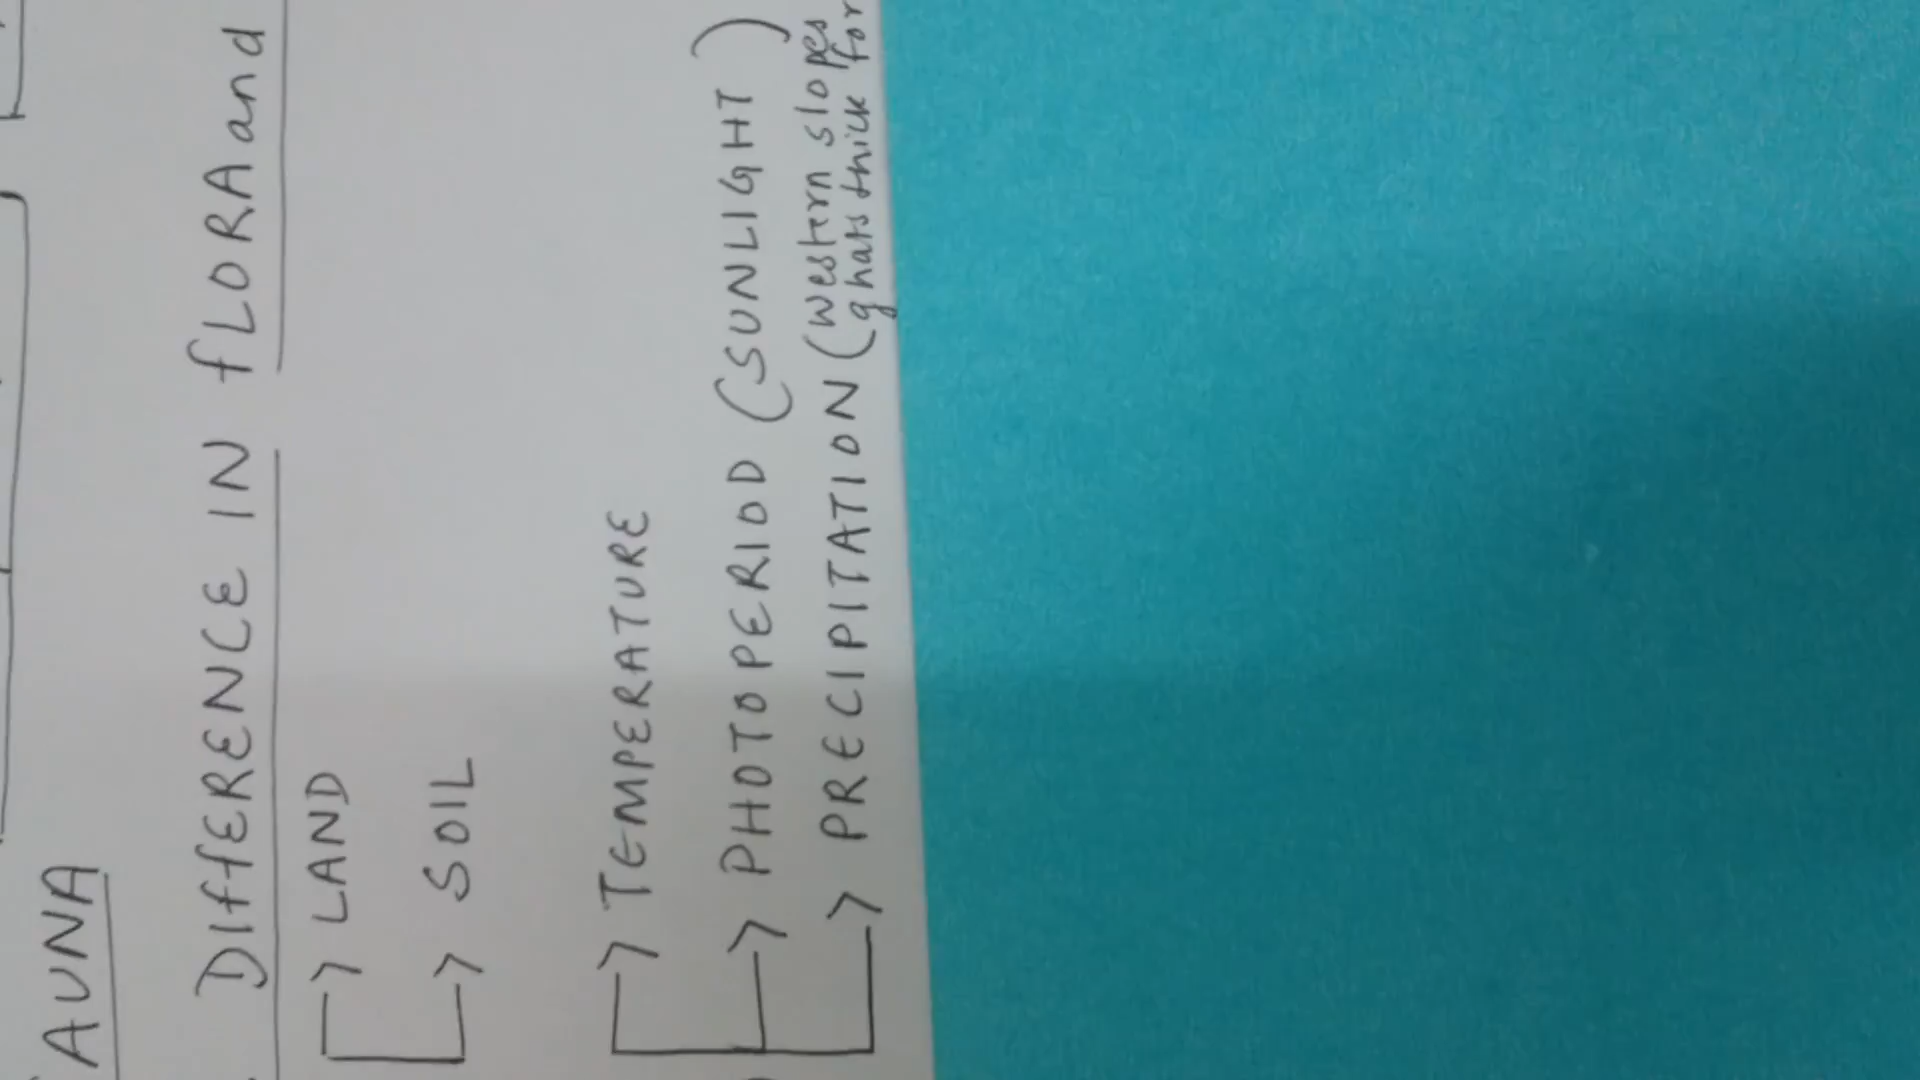 AUNA
DIffERENCE IN fLORA and
LAND
SOIL
TEMPERATURE
PHOTOPERIOD (SUNLIGHT)
PRECIPITATION (Western slopes
ghats thick for